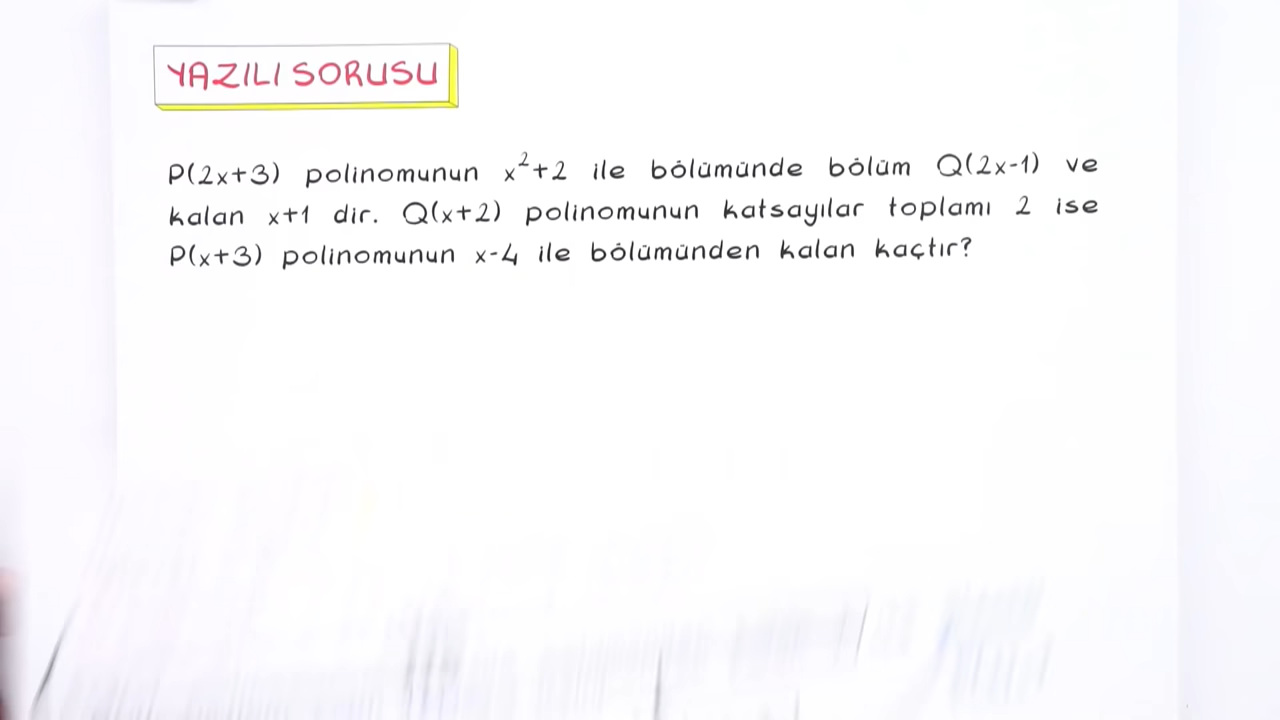 YAZILI SORUSU
P(2x+3) polinomunun x²+2 ile bölümünde bölüm Q(2x-1) ve
kalan x+1 dir. Q(x+2) polinomunun katsayılar toplamı 2 ise
P(x+3) polinomunun x-4 ile bölümünden kalan kaçtır?